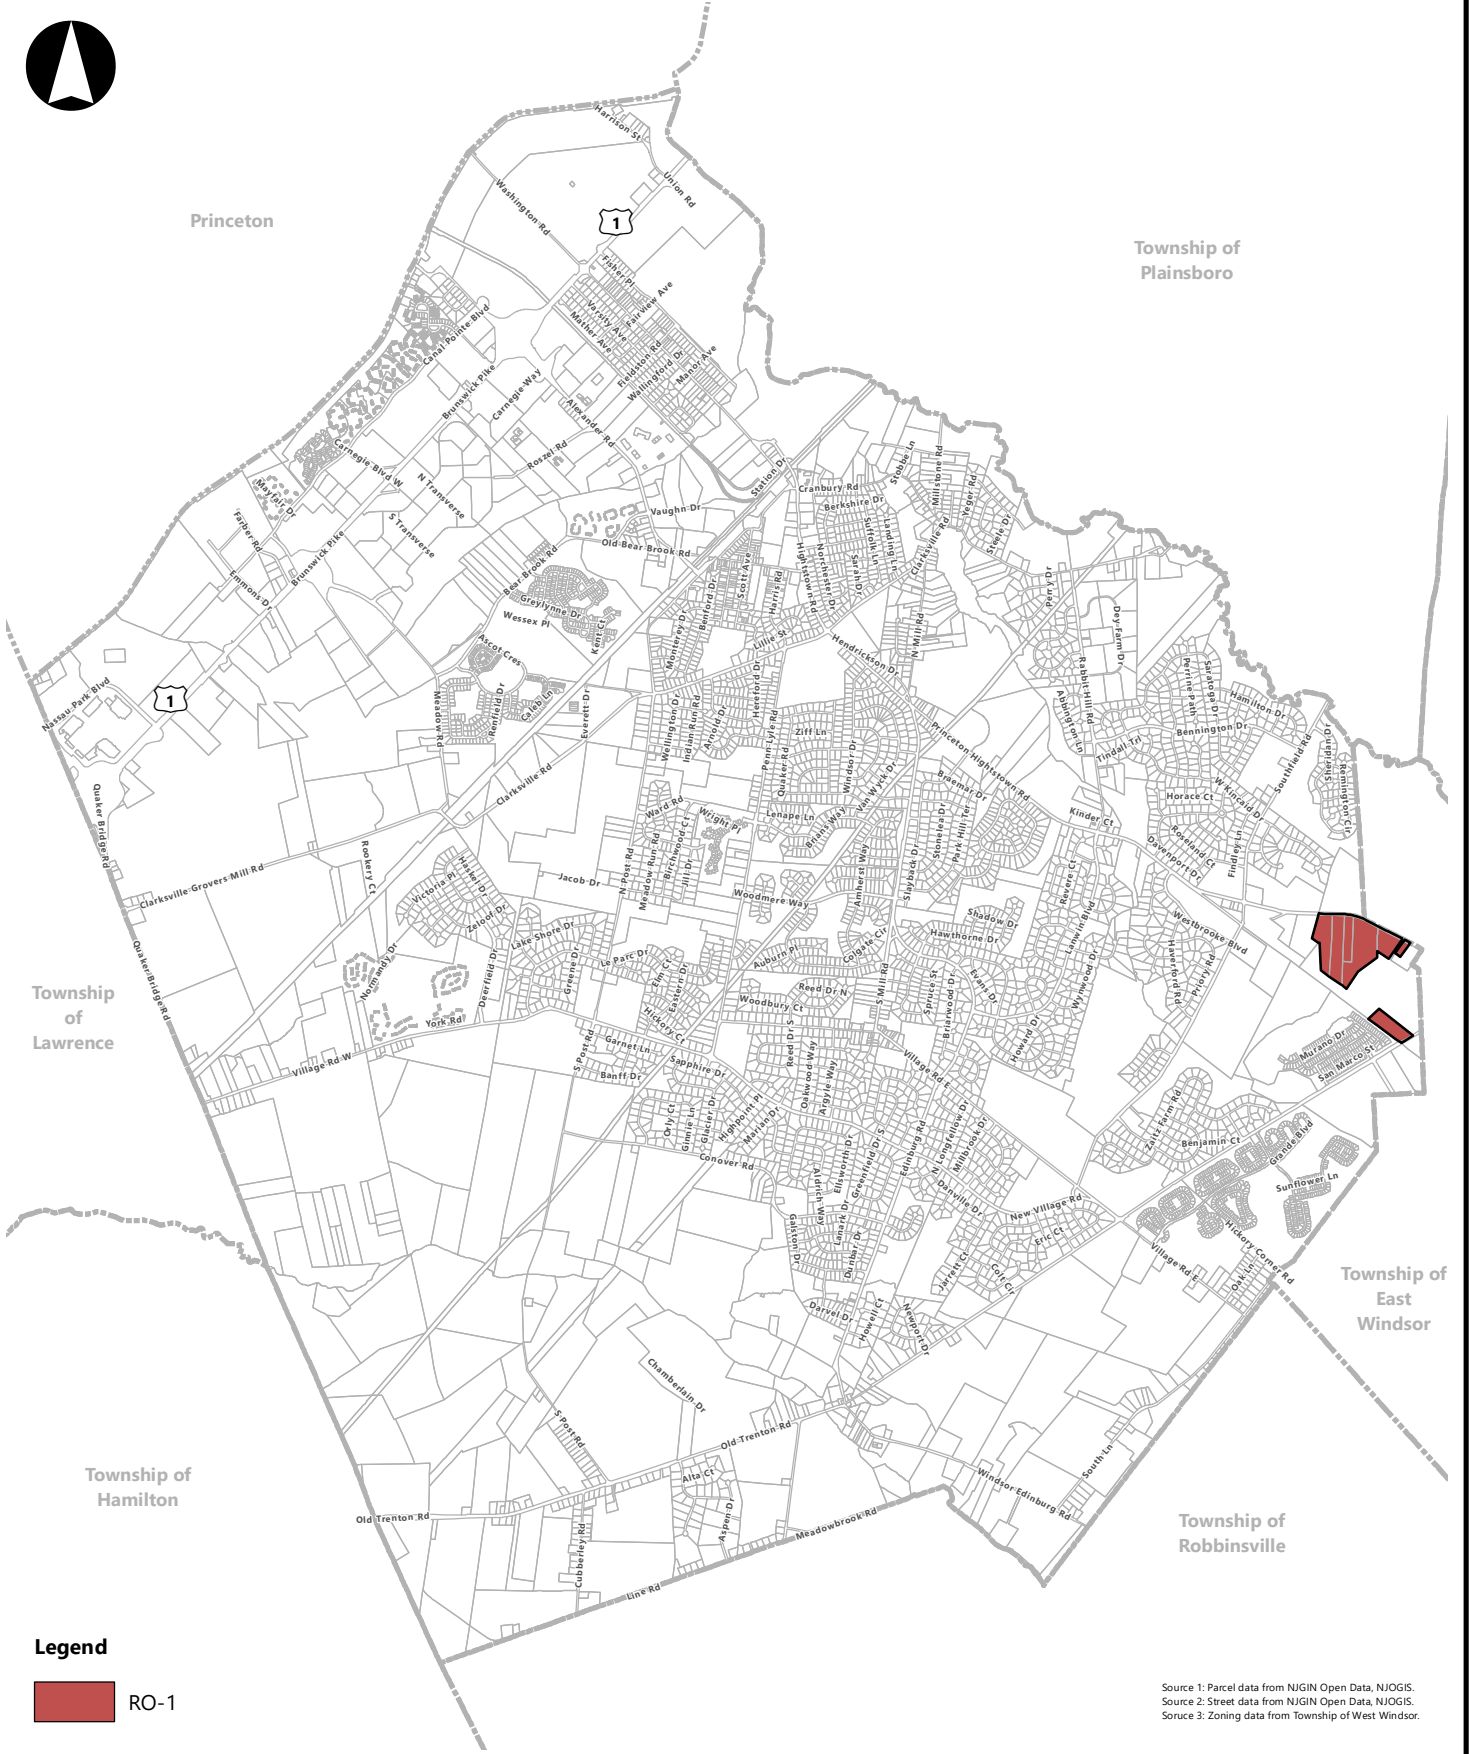 Harrison St
Union Rd
Washington Rd
1
Princeton
Township of
Plainsboro
Fisher Pl
Fairview Ave
Varsity Ave
Mather Ave
Canal Pointe Blvd
Fieldston Rd
Wallingford Dr
Manor Ave
Brunswick Pike
Carnegie Way
Alexander Rd
Roszel Rd
Carnegie Blvd W
N Transverse
S Transverse
Mayfair Dr
Farber Rd
Emmons Dr
Brunswick Pike
Station Dr
Vaughn Dr
Old Bear Brook Rd
Bear Brook Rd
Cranbury Rd
Berkshire Dr
Stobbe Ln
Millstone Rd
Yeger Rd
Steele Dr
Suffolk Ln
Landing Ln
Clarksville Rd
Sarah Dr
Norchester Dr
Hightstown Rd
Harris Rd
Scott Ave
Benford Dr
Monterey Dr
Lillie St
Greylynne Dr
Wessex Pl
Kent Ct
Ascot Cres
Hendrickson Dr
N Mill Rd
Perry Dr
Dey Farm Dr
Rabbit Hill Rd
Abbington Ln
Perrine Path
Saratoga Dr
Hamilton Dr
Bennington Dr
Tindall Trl
Southfield Rd
Sheridan Dr
Remington Cir
Nassau Park Blvd
1
Meadow Rd
Renfield Dr
Caleb Ln
Everett Dr
Wellington Dr
Indian Run Rd
Arnold Dr
Hereford Dr
Penn Lyle Rd
Quaker Rd
Ziff Ln
Windsor Dr
Van Wyck Dr
Princeton Hightstown Rd
Braemar Dr
Clarksville Rd
Quaker Bridge Rd
Ward Rd
Wright Pl
Lenape Ln
Brians Way
Stonelea Dr
Park Hill Ter
Kinder Ct
Horace Ct
W Kincaid Dr
Roseland Ct
Davenport Dr
Findley Ln
Clarksville Grovers Mill Rd
Rookery Ct
Victoria Pl
Haskel Dr
Zeloof Dr
Jacob Dr
N Post Rd
Meadow Run Rd
Birchwood Ct
Jill Dr
Woodmere Way
Amherst Way
Slayback Dr
Revere Ct
Lanwin Blvd
Shadow Dr
Hawthorne Dr
Westbrooke Blvd
Quaker Bridge Rd
Normandy Dr
Lake Shore Dr
Deerfield Dr
Greene Dr
Le Parc Dr
Elm Ct
Eastern Dr
Hickory Ct
Auburn Pl
Colgate Cir
Reed Dr N
Woodbury Ct
S Mill Rd
Spruce St
Briarwood Dr
Evans Dr
Wynwood Dr
Haverford Rd
Priory Rd
Howard Dr
Township
of
Lawrence
York Rd
Village Rd W
S Post Rd
Garnet Ln
Banff Dr
Sapphire Dr
Reed Dr S
Oakwood Way
Argyle Way
Village Rd E
Murano Dr
San Marco St
Orly Ct
Ginnie Ln
Glacier Dr
Highpoint Pl
Marian Dr
Conover Rd
Ellsworth Dr
Greenfield Dr S
Edinburg Rd
N Longfellow Dr
Millbrook Dr
Zaitz Farm Rd
Benjamin Ct
Grande Blvd
Sunflower Ln
Aldrich Way
Lanark Dr
Galston Dr
Dunbar Dr
Danville Dr
New Village Rd
Eric Ct
Jarrett Ct
Colt Cir
Village Rd E
Hickory Corner Rd
Oak Ln
Township of
East
Windsor
Darvel Dr
Howell Ct
Newport Dr
Chamberlain Dr
S Post Rd
Old Trenton Rd
South Ln
Windsor Edinburg Rd
Alta Ct
Aspen Dr
Meadowbrook Rd
Old Trenton Rd
Cubberley Rd
Line Rd
Township of
Hamilton
Township of
Robbinsville
Legend
RO-1
Source 1: Parcel data from NJGIN Open Data, NJOGIS.
Source 2: Street data from NJGIN Open Data, NJOGIS.
Soruce 3: Zoning data from Township of West Windsor.